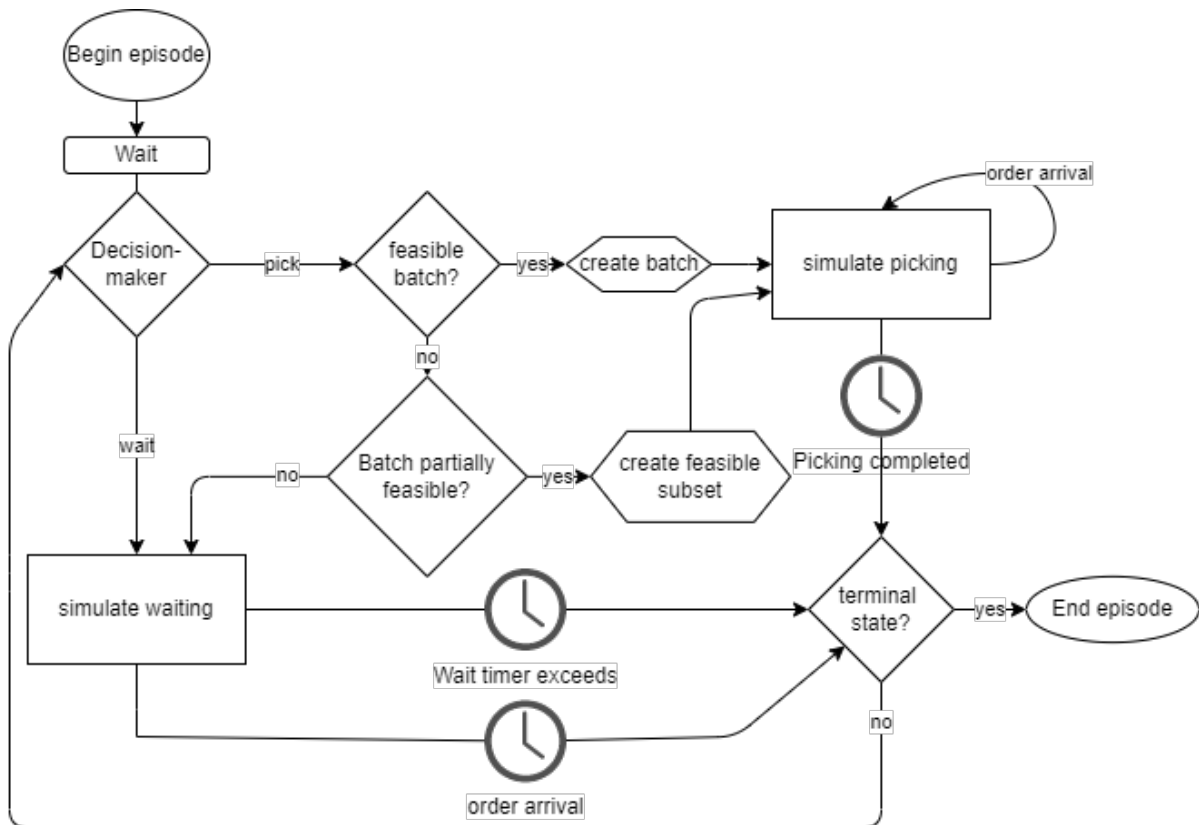 Begin episode
Wait
order arrival
Decision-
maker
pick
feasible
batch?
yes
create batch
simulate picking
no
wait
no
Batch partially
feasible?
yes
create feasible
subset
Picking completed
simulate waiting
Wait timer exceeds
terminal
state?
yes
End episode
no
order arrival